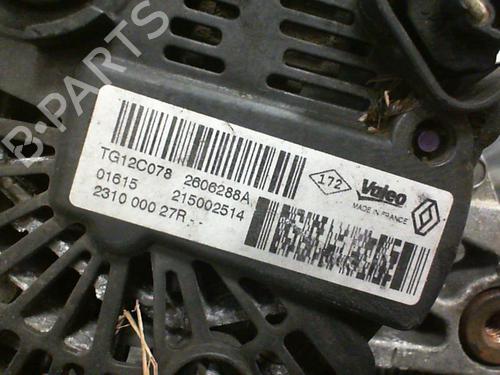 B-PARTS
TG12C078 2606288A
01615 215002514
2310 000 27R
172
Valeo
MADE IN FRANCE